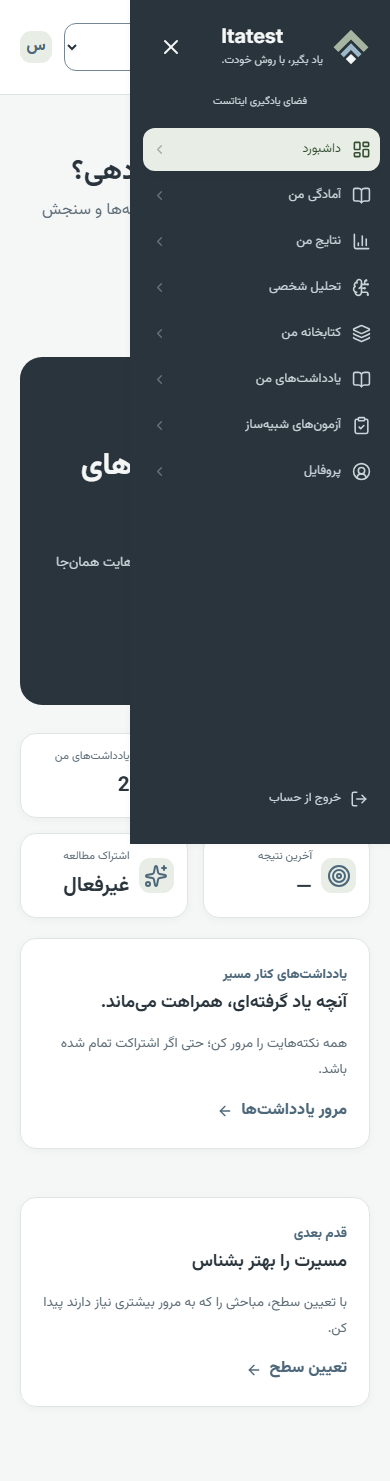 Itatest
یاد بگیر، با روش خودت.
فضای یادگیری ایتاتست
داشبورد
آمادگی من
نتایج من
تحلیل شخصی
کتابخانه من
یادداشت‌های من
آزمون‌های شبیه‌ساز
پروفایل
خروج از حساب
س
دهی؟
ه‌ها و سنجش
های
هایت همان‌جا
یادداشت‌های من
2
آخرین نتیجه
—
اشتراک مطالعه
غیرفعال
یادداشت‌های کنار مسیر
آنچه یاد گرفته‌ای، همراهت می‌ماند.
همه نکته‌هایت را مرور کن؛ حتی اگر اشتراکت تمام شده
باشد.
مرور یادداشت‌ها
قدم بعدی
مسیرت را بهتر بشناس
با تعیین سطح، مباحثی را که به مرور بیشتری نیاز دارند پیدا
کن.
تعیین سطح